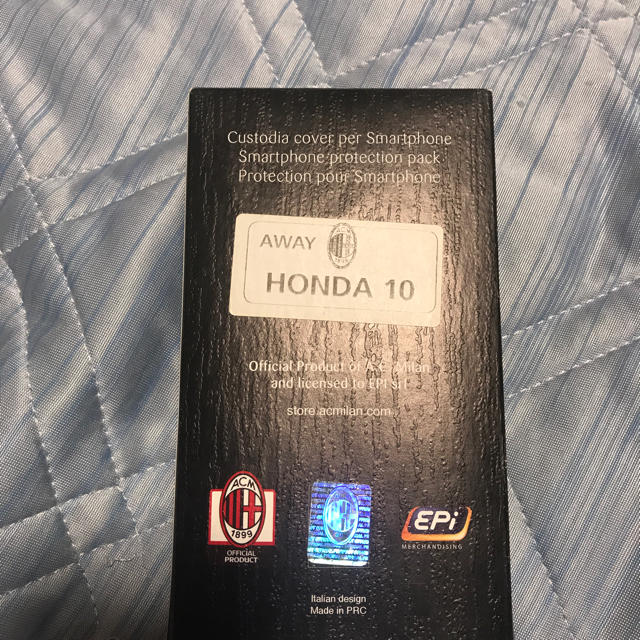 Custodia cover per Smartphone
Smartphone protection pack
Protection pour Smartphone
AWAY
1899
HONDA 10
Official Product of A.C. Milan
and licensed to EPI srl
store.acmilan.com
ACM
1899
OFFICIAL
PRODUCT
EPi
MERCHANDISING
Italian design
Made in PRC